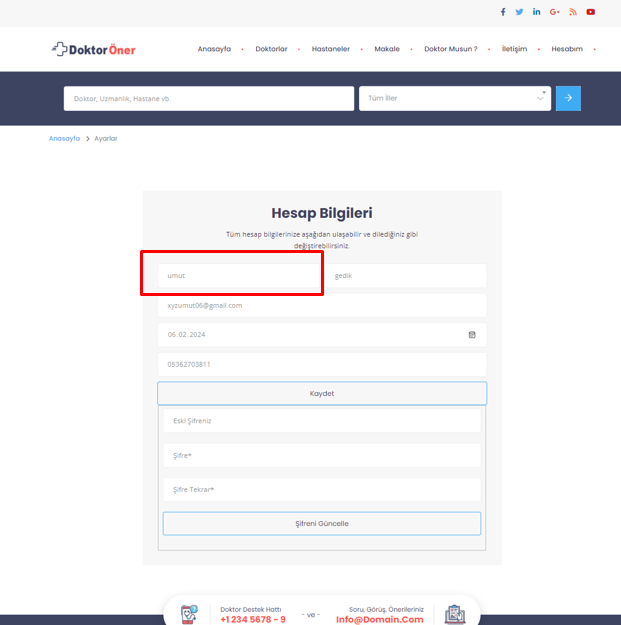 DoktorÖner
Anasayfa • Doktorlar • Hastaneler • Makale • Doktor Musun ? • İletişim • Hesabım •
Doktor, Uzmanlık, Hastane vb.
Tüm İller
Anasayfa > Ayarlar
Hesap Bilgileri
Tüm hesap bilgilerinize aşağıdan ulaşabilir ve dilediğiniz gibi
değiştirebilirsiniz.
umut
gedik
xyzumut06@gmail.com
06.02.2024
05362703811
Kaydet
Eski Şifreniz
Şifre*
Şifre Tekrar*
Şifreni Güncelle
Doktor Destek Hattı
+1 234 5678 - 9
- ve -
Soru, Görüş, Önerileriniz
Info@Domain.Com